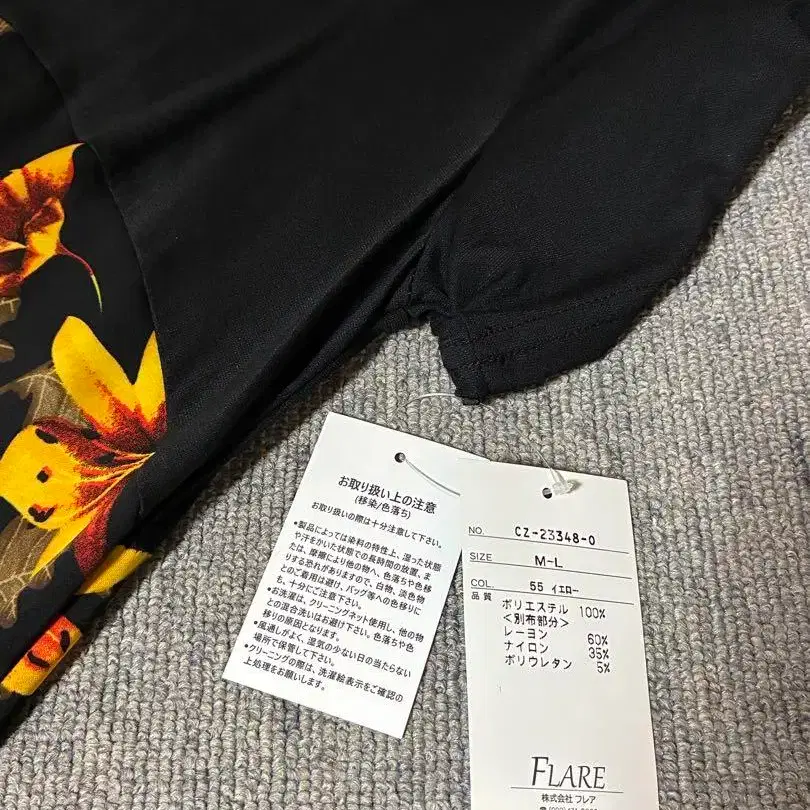 お取り扱い上の注意
(移染/色落ち)
お取り扱いの際は十分注意して下さい。
●製品によっては染料の特性上、湿った状態
や汗をかいた状態での長時間の放置、ま
たは、摩擦により他の物へ、色落ちや色移
りする恐れがありますので、白物、淡色物
とのご着用は避け、バッグ等への色移りに
も、十分にご注意下さい。
●お洗濯は、クリーニングネット使用し、他の物
との混合洗いはお避け下さい。色落ちや色
移りの原因となります。
●風通しがよく、湿気の少ない日の当たらない
場所で保管して下さい。
●クリーニングの際は、洗濯絵表示をご確認の
上処理をお願いします。
NO. CZ-23348-0
SIZE M-L
COL. 55 イエロー
品質 ポリエステル 100%
<別布部分>
レーヨン 60%
ナイロン 35%
ポリウレタン 5%
FLARE
株式会社 フレア